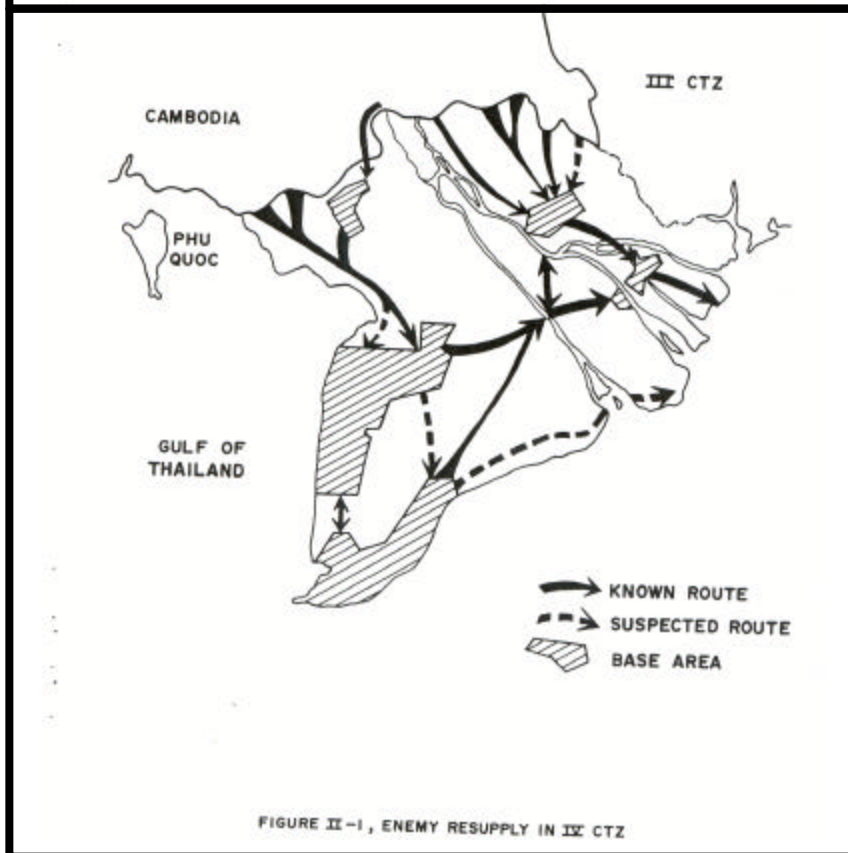 III CTZ
CAMBODIA
PHU
QUOC
GULF OF
THAILAND
KNOWN ROUTE
SUSPECTED ROUTE
BASE AREA
FIGURE II-1, ENEMY RESUPPLY IN IV CTZ